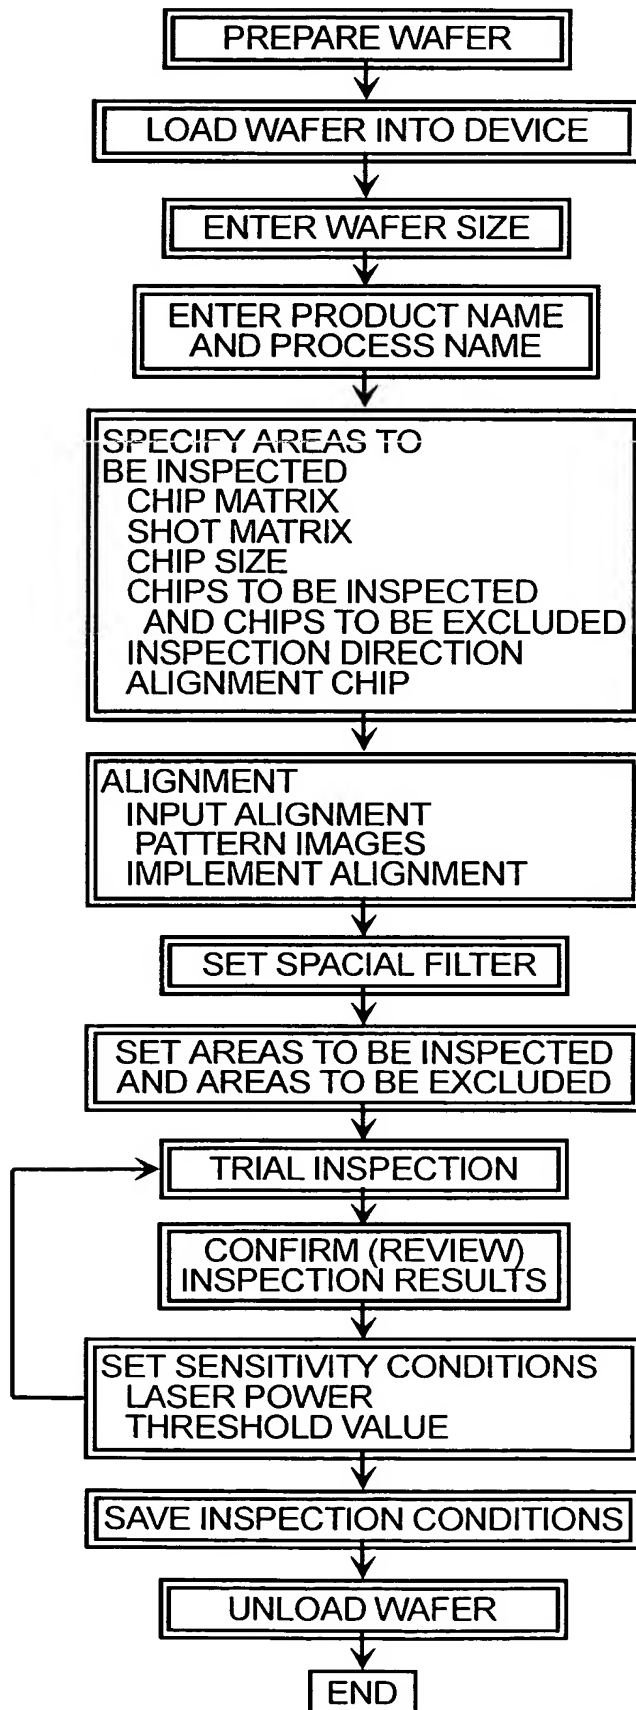 PREPARE WAFER
LOAD WAFER INTO DEVICE
ENTER WAFER SIZE
ENTER PRODUCT NAME
AND PROCESS NAME
SPECIFY AREAS TO
BE INSPECTED
CHIP MATRIX
SHOT MATRIX
CHIP SIZE
CHIPS TO BE INSPECTED
AND CHIPS TO BE EXCLUDED
INSPECTION DIRECTION
ALIGNMENT CHIP
ALIGNMENT
INPUT ALIGNMENT
PATTERN IMAGES
IMPLEMENT ALIGNMENT
SET SPACIAL FILTER
SET AREAS TO BE INSPECTED
AND AREAS TO BE EXCLUDED
TRIAL INSPECTION
CONFIRM (REVIEW)
INSPECTION RESULTS
SET SENSITIVITY CONDITIONS
LASER POWER
THRESHOLD VALUE
SAVE INSPECTION CONDITIONS
UNLOAD WAFER
END